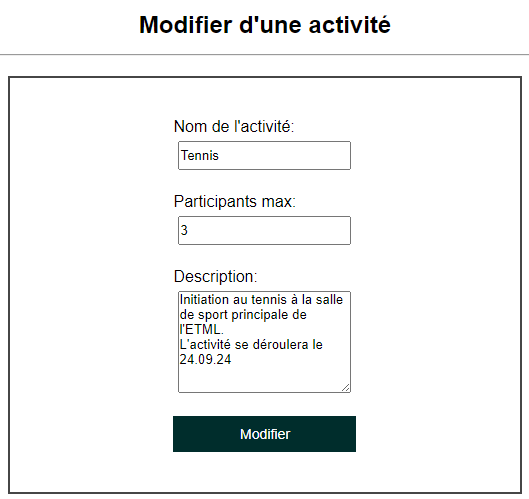 Modifier d'une activité
Nom de l'activité:
Tennis
Participants max:
3
Description:
Initiation au tennis à la salle
de sport principale de
l'ETML.
L'activité se déroulera le
24.09.24
Modifier